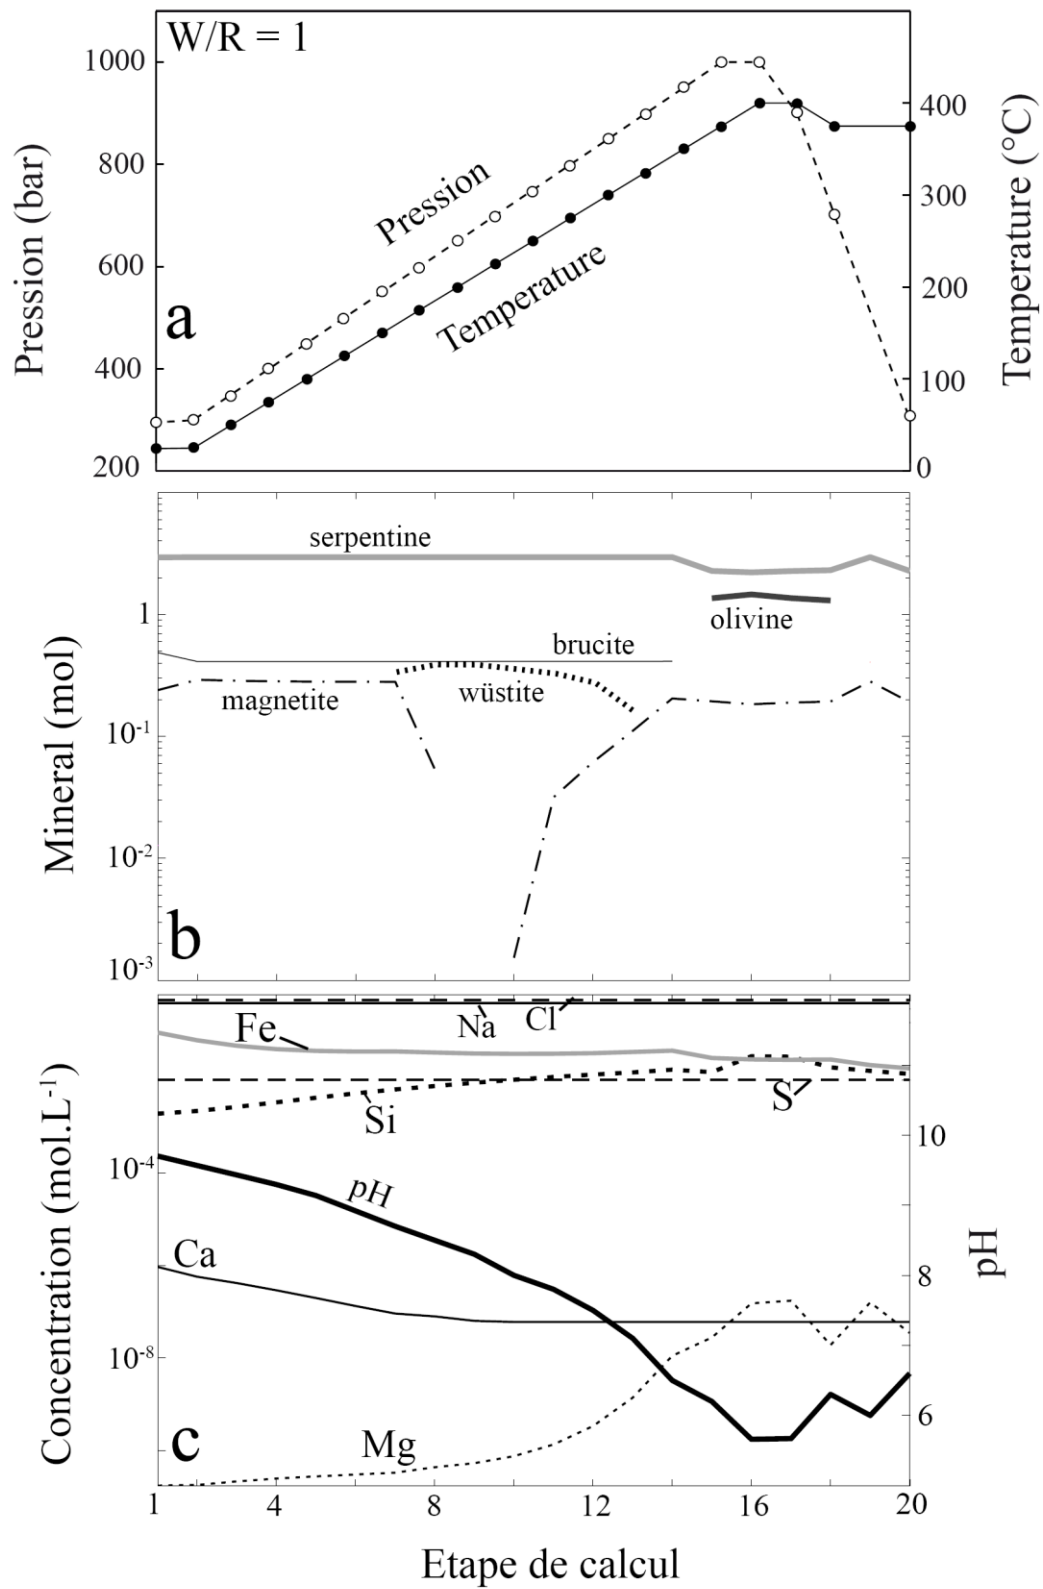 W/R = 1
1000
800
600
400
200
Pression (bar)
400
300
200
100
0
Temperature (°C)
Pression
Temperature
a
serpentine
olivine
brucite
magnetite
wüstite
1
10-1
10-2
10-3
Mineral (mol)
b
Fe
Na
Cl
Si
S
pH
Ca
Mg
10-4
10-8
Concentration (mol.L-1)
10
8
6
pH
c
1 4 8 12 16 20
Etape de calcul